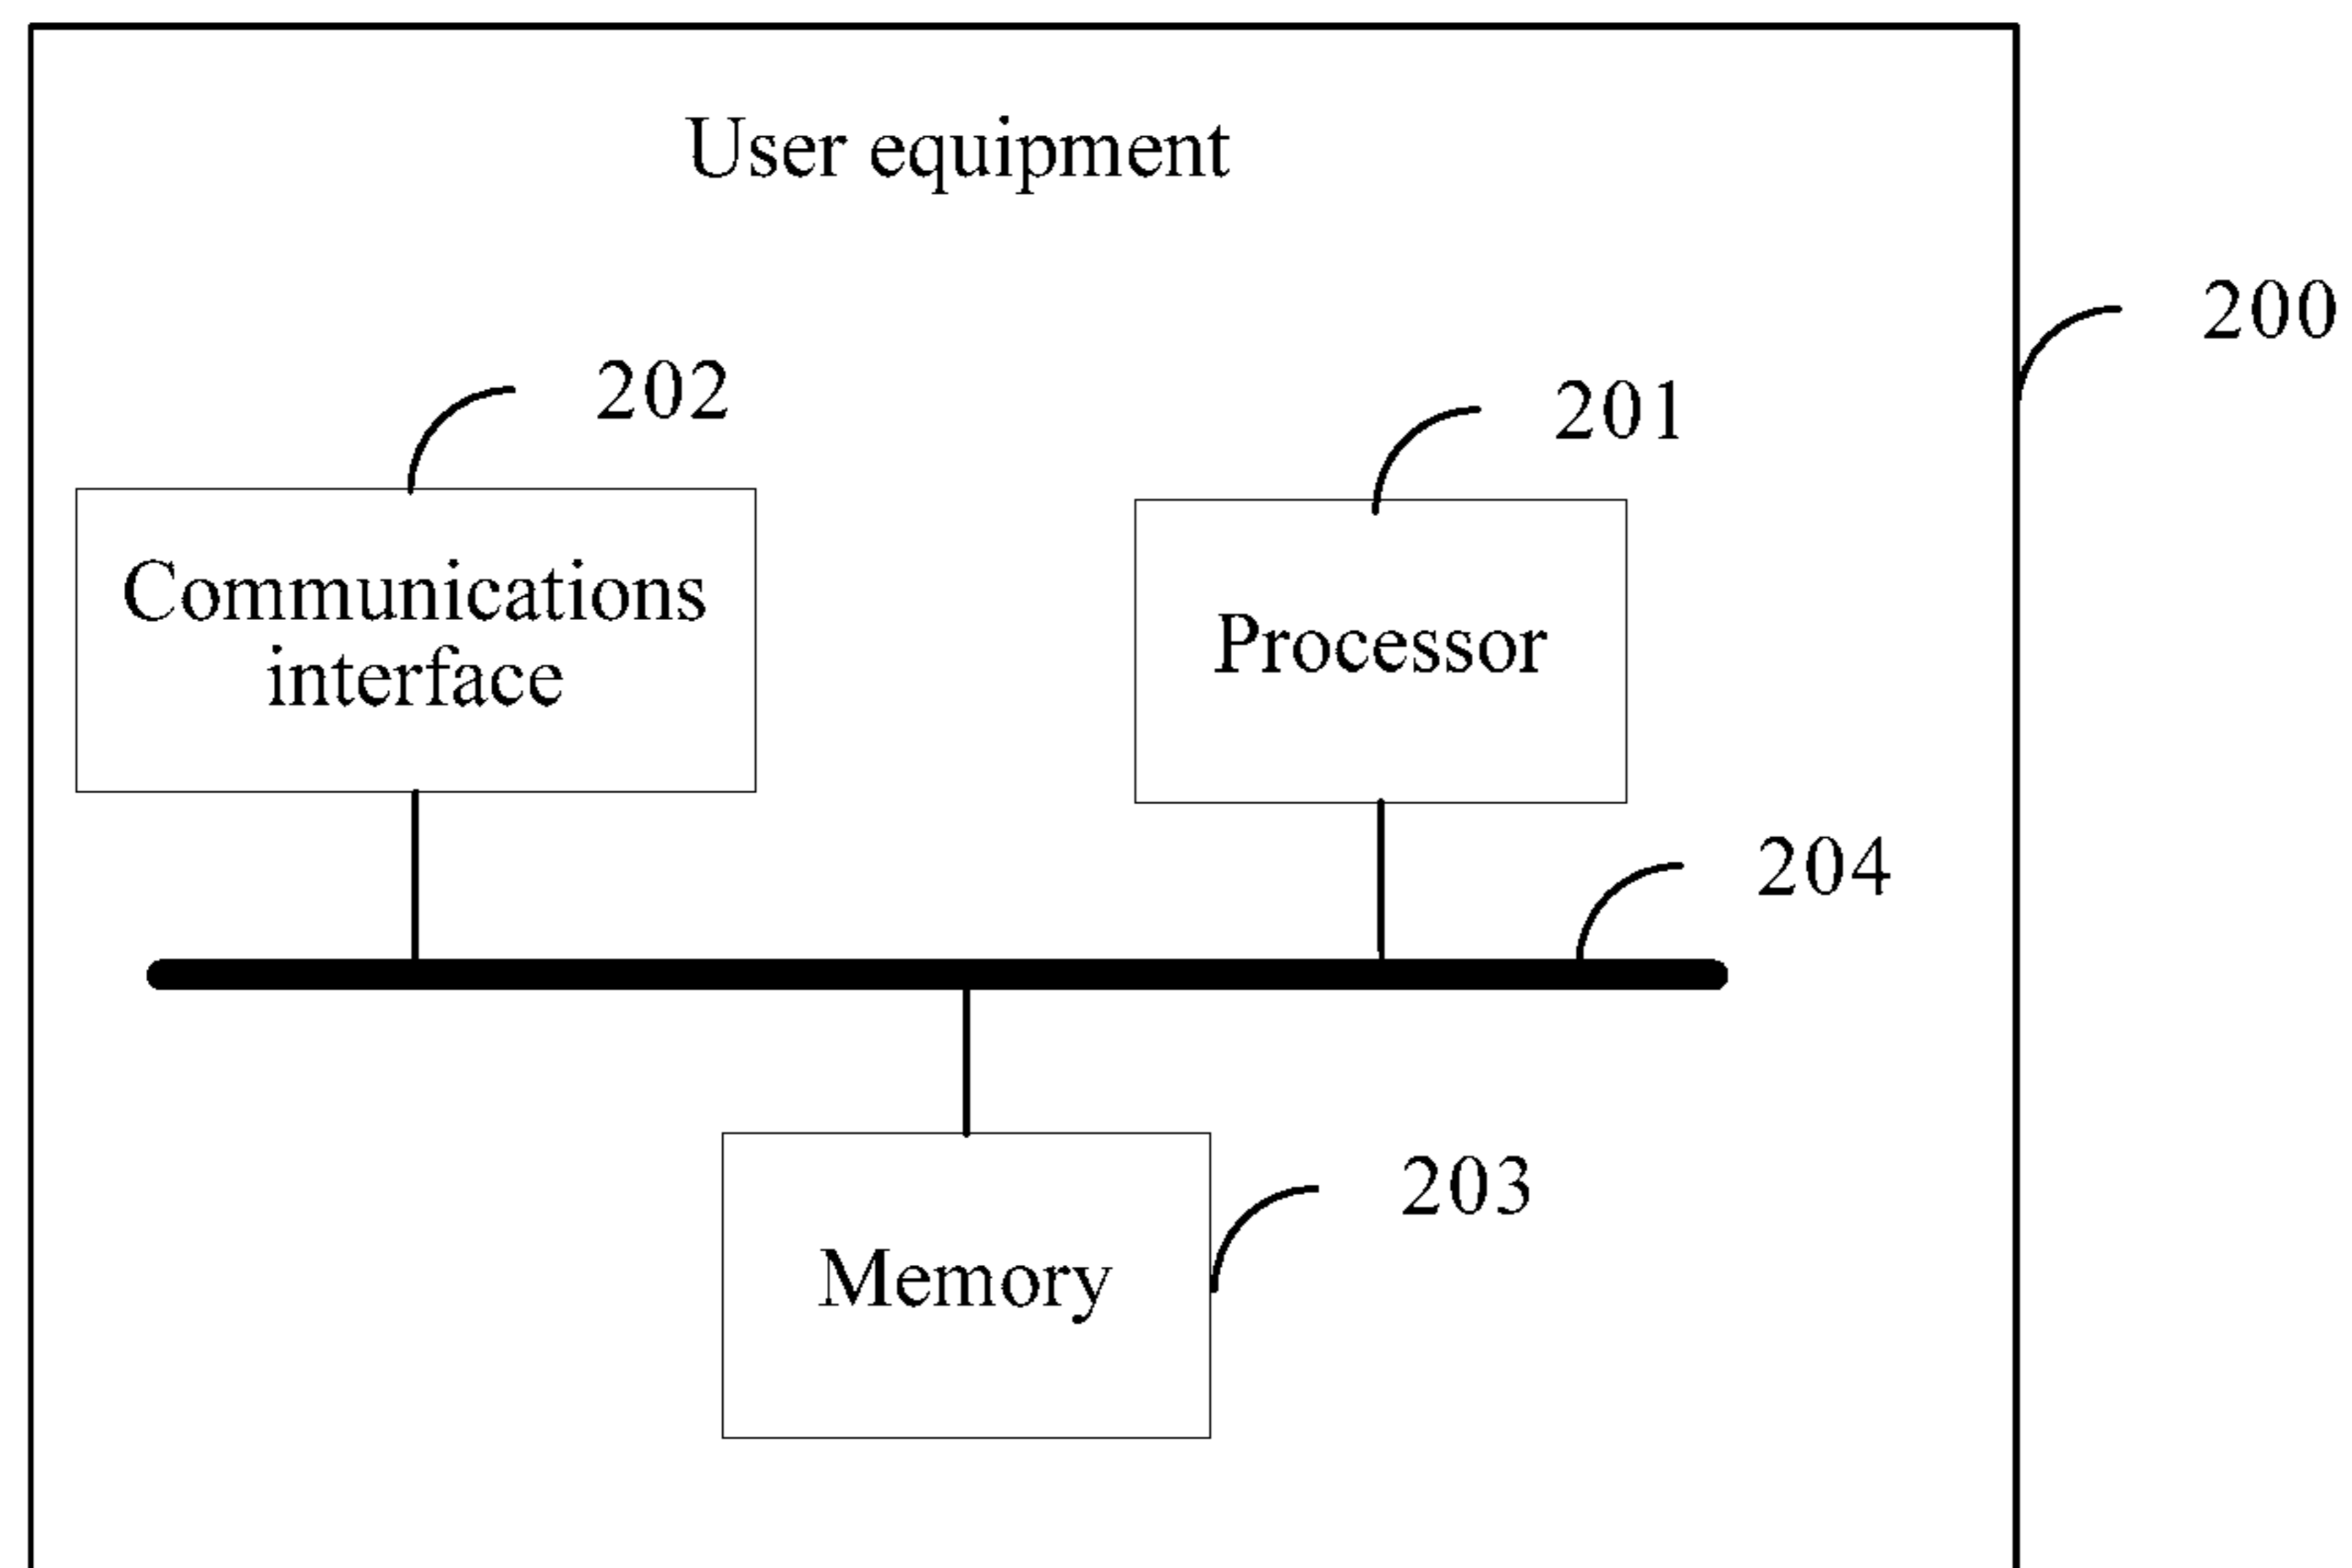 User equipment
200
202
201
Communications
interface
Processor
204
203
Memory